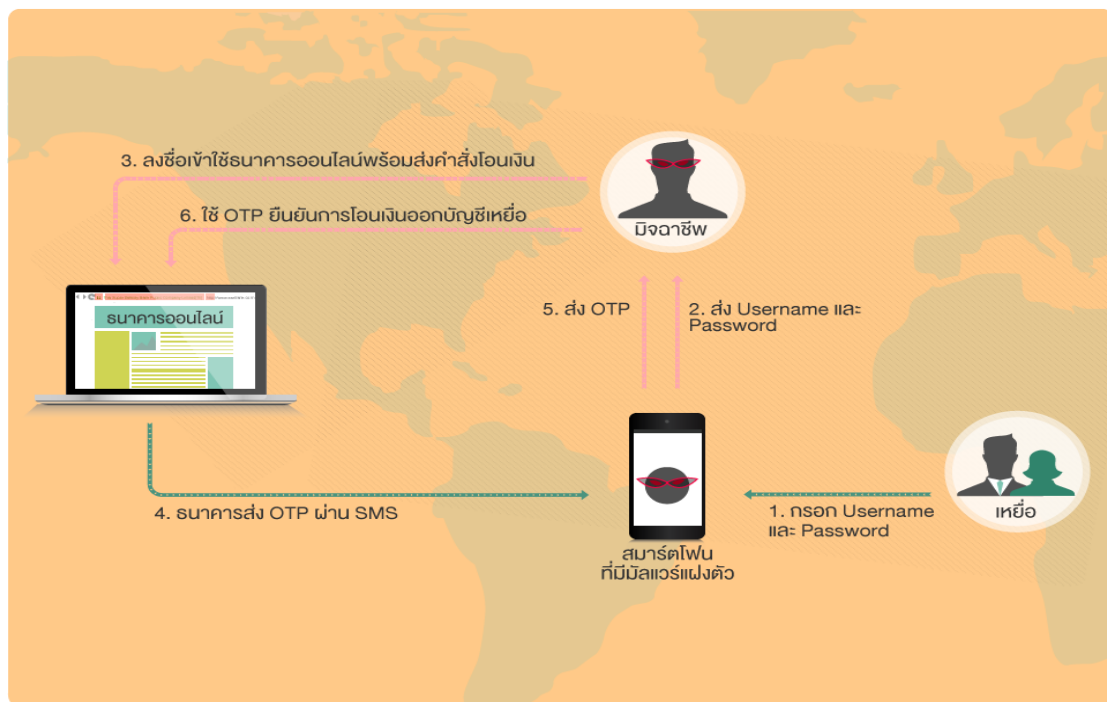 3. ลงชื่อเข้าใช้ธนาคารออนไลน์พร้อมส่งคำสั่งโอนเงิน
6. ใช้ OTP ยืนยันการโอนเงินออกบัญชีเหยื่อ
มิจฉาชีพ
ธนาคารออนไลน์
5. ส่ง OTP
2. ส่ง Username และ
Password
4. ธนาคารส่ง OTP ผ่าน SMS
สมาร์ตโฟน
ที่มีมัลแวร์แฝงตัว
1. กรอก Username
และ Password
เหยื่อ